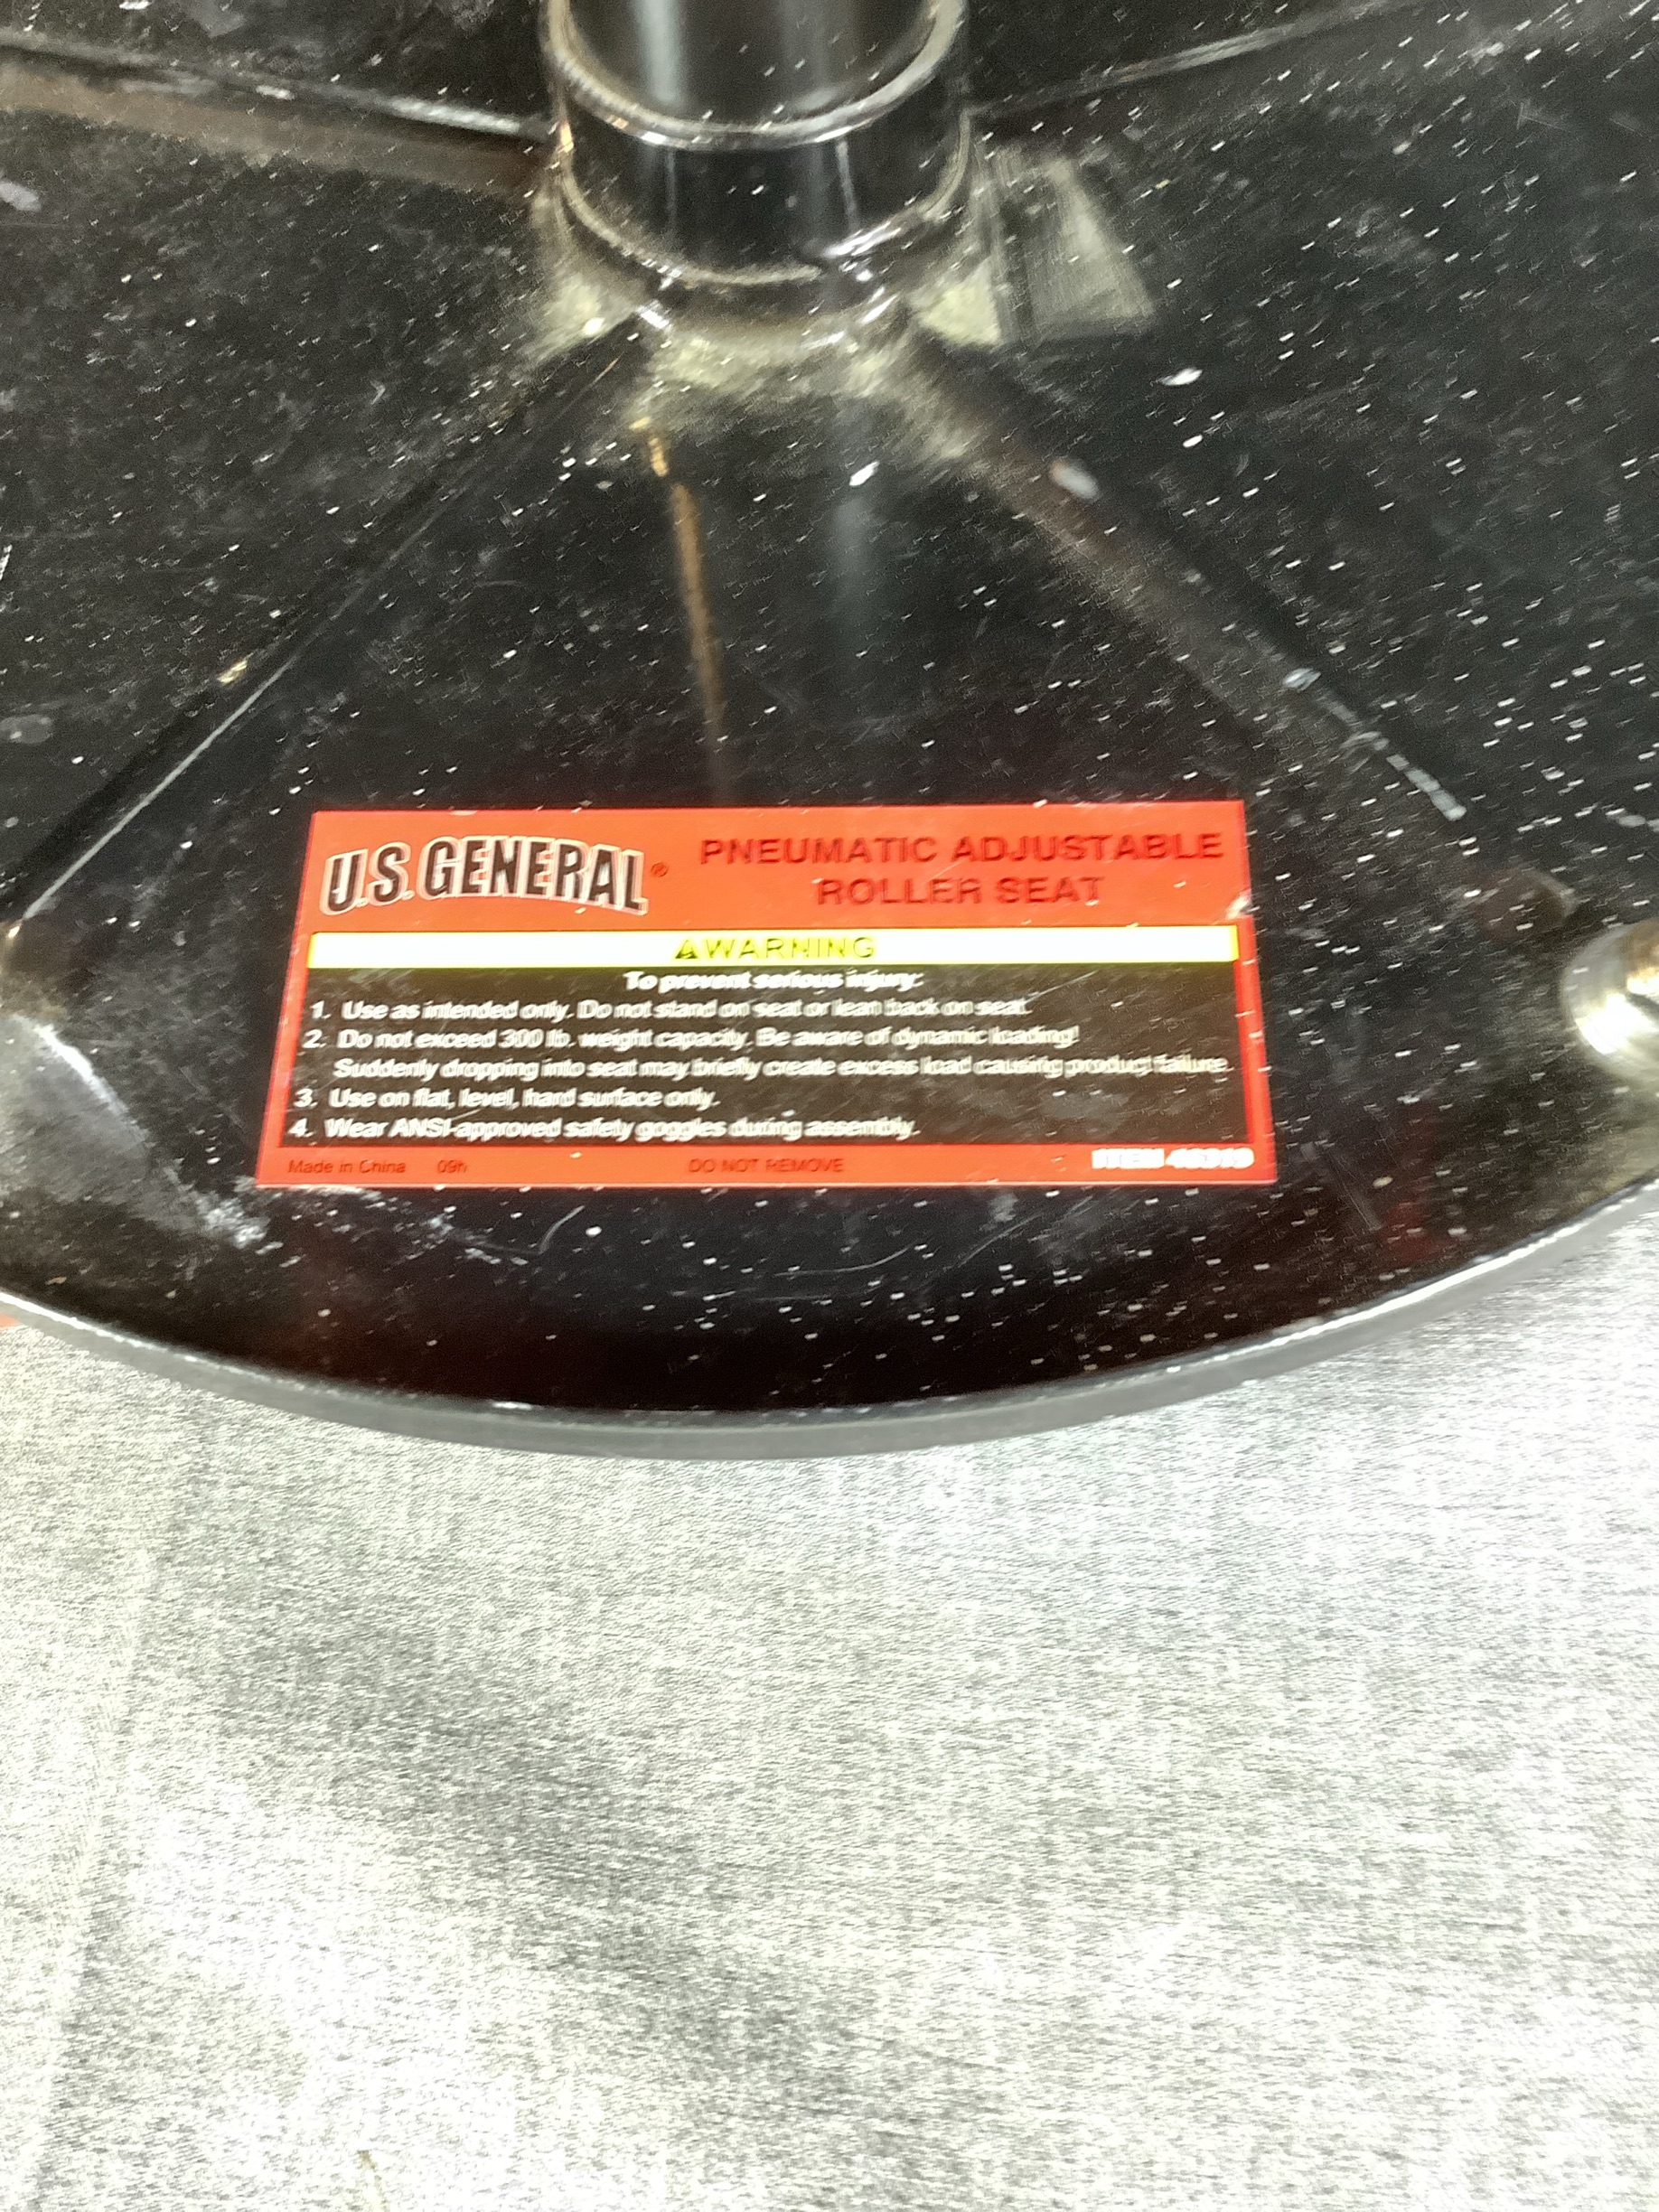 U.S. GENERAL®
PNEUMATIC ADJUSTABLE
ROLLER SEAT
⚠WARNING
To prevent serious injury:
1. Use as intended only. Do not stand on seat or lean back on seat.
2. Do not exceed 300 lb. weight capacity. Be aware of dynamic loading!
Suddenly dropping into seat may briefly create excess load causing product failure.
3. Use on flat, level, hard surface only.
4. Wear ANSI-approved safety goggles during assembly.
Made in China 09h DO NOT REMOVE ITEM